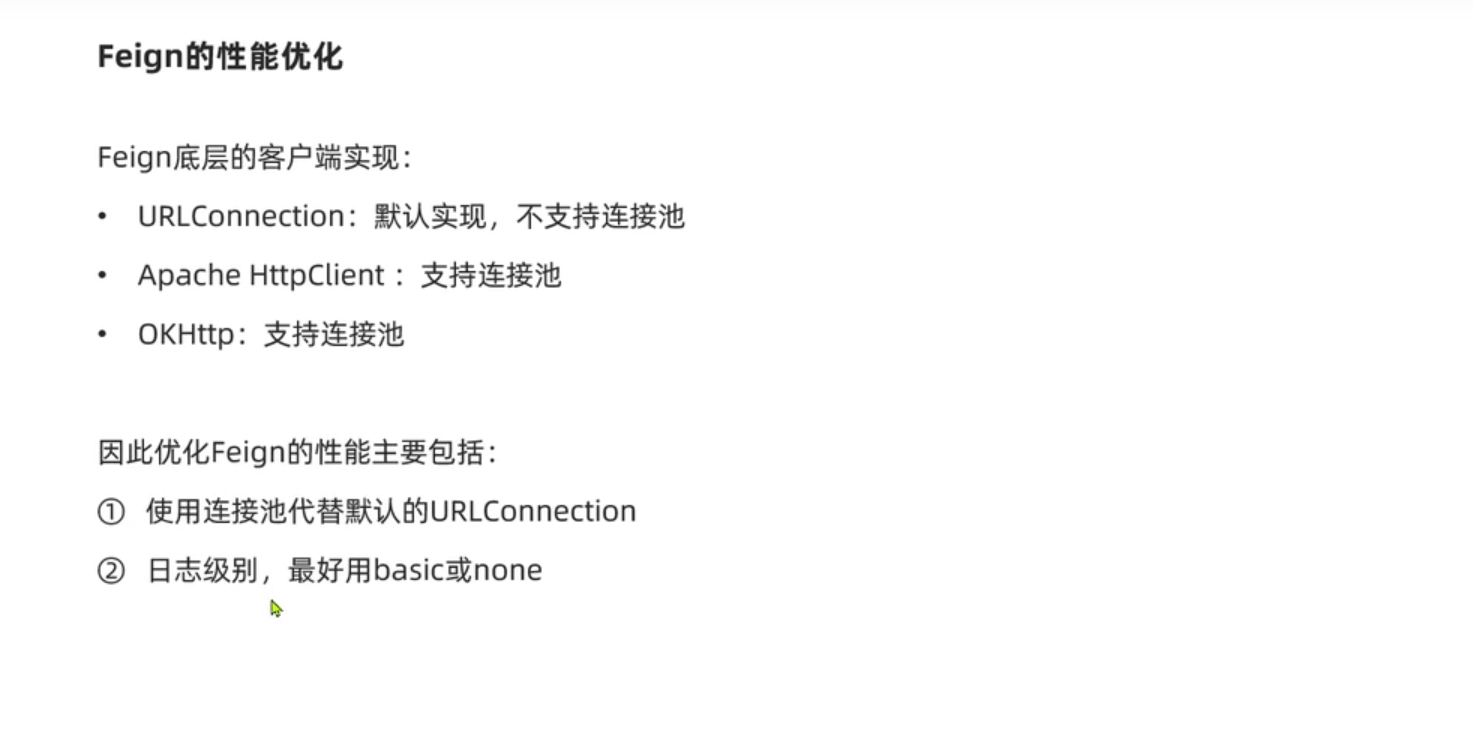 Feign的性能优化
Feign底层的客户端实现：
• URLConnection：默认实现，不支持连接池
• Apache HttpClient ：支持连接池
• OKHttp：支持连接池
因此优化Feign的性能主要包括：
① 使用连接池代替默认的URLConnection
② 日志级别，最好用basic或none